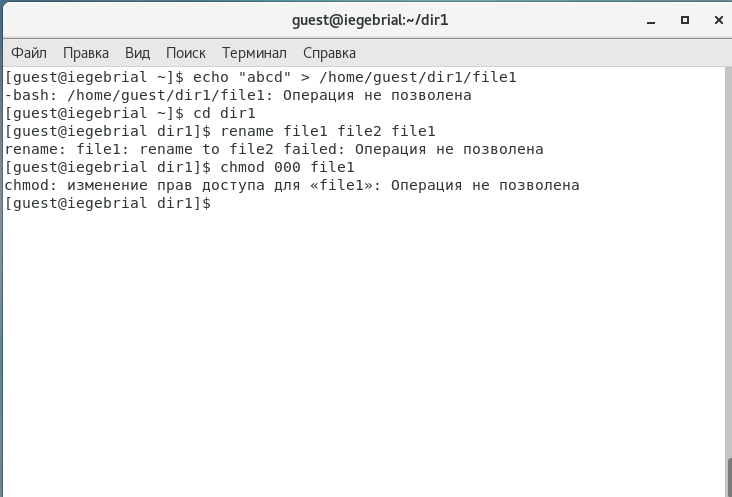 guest@iegebrial:~/dir1
Файл Правка Вид Поиск Терминал Справка
[guest@iegebrial ~]$ echo "abcd" > /home/guest/dir1/file1
-bash: /home/guest/dir1/file1: Операция не позволена
[guest@iegebrial ~]$ cd dir1
[guest@iegebrial dir1]$ rename file1 file2 file1
rename: file1: rename to file2 failed: Операция не позволена
[guest@iegebrial dir1]$ chmod 000 file1
chmod: изменение прав доступа для «file1»: Операция не позволена
[guest@iegebrial dir1]$